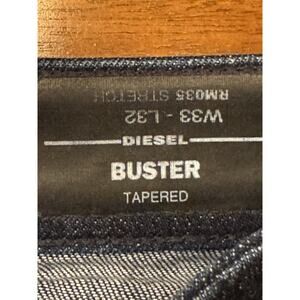 RM035 STRETCH
W33 - L32
DIESEL
BUSTER
TAPERED